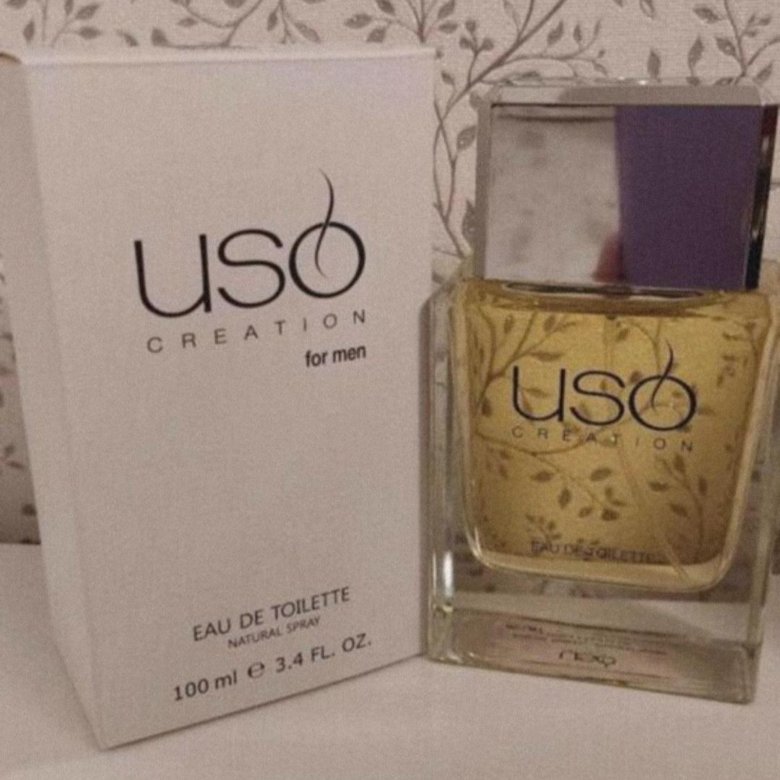 USO
CREATION
for men
EAU DE TOILETTE
NATURAL SPRAY
100 ml e 3.4 FL. OZ.
USO
CREATION
EAU DE TOILETTE